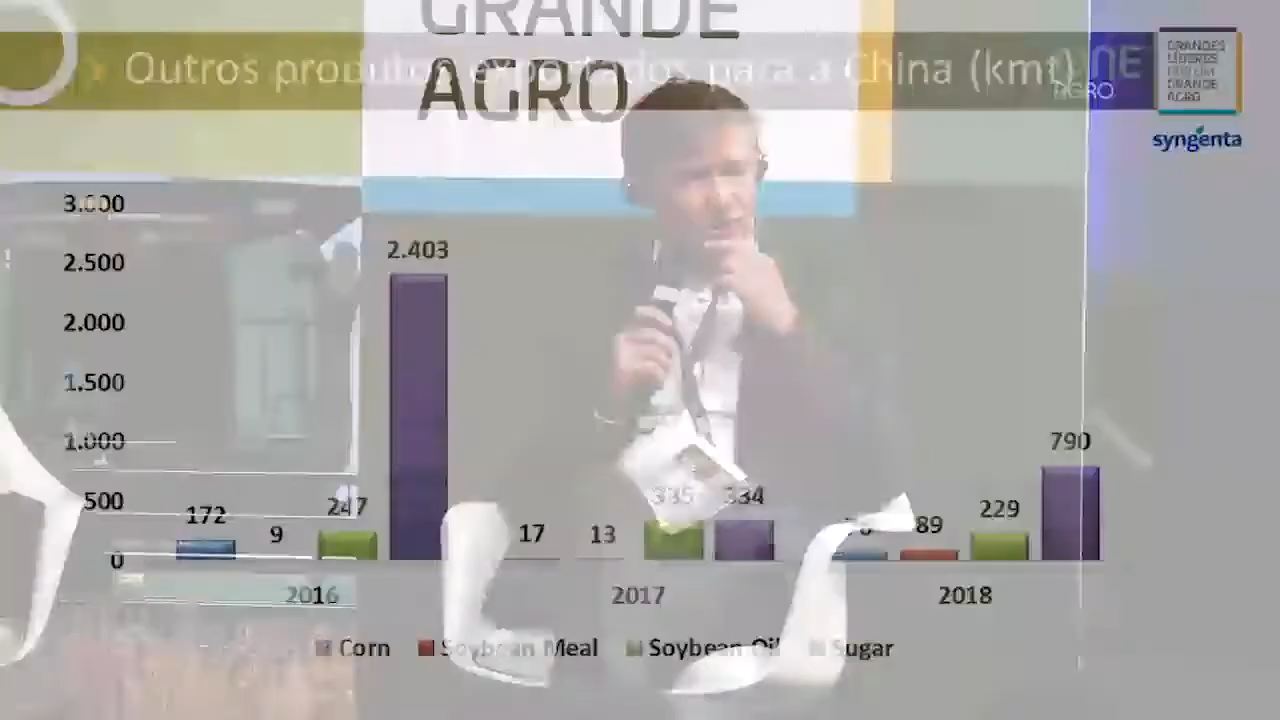 GRANDE
AGRO
Outros produtos exportados para a China (kmt)
NE
AGRO
GRANDES
LÍDERES
GRANDE
AGRO
syngenta
3.000
2.500
2.000
1.500
1.000
500
0
172
9
247
2.403
17
13
335
334
89
229
790
2016
2017
2018
Corn
Soybean Meal
Soybean Oil
Sugar